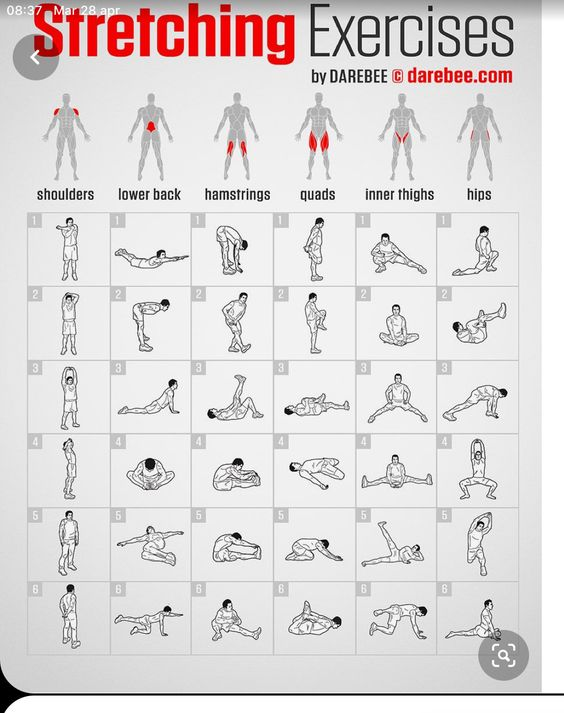 08:37 Mar 28 apr
Stretching Exercises
by DAREBEE © darebee.com
shoulders lower back hamstrings quads inner thighs hips
1 1 1 1 1 1
2 2 2 2 2 2
3 3 3 3 3 3
4 4 4 4 4 4
5 5 5 5 5 5
6 6 6 6 6 6